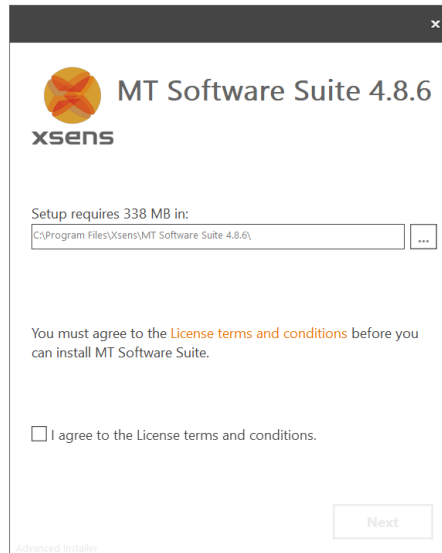 ×
MT Software Suite 4.8.6
xsens
Setup requires 338 MB in:
C:\Program Files\Xsens\MT Software Suite 4.8.6\
...
You must agree to the License terms and conditions before you
can install MT Software Suite.
I agree to the License terms and conditions.
Next
Advanced Installer